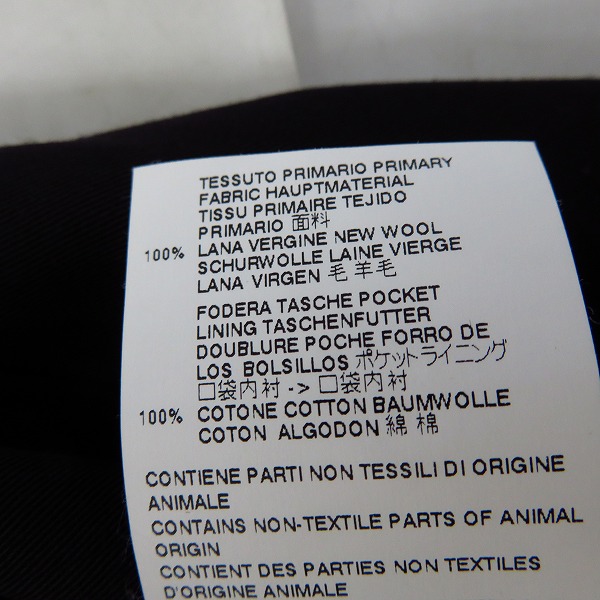 TESSUTO PRIMARIO PRIMARY
FABRIC HAUPTMATERIAL
TISSU PRIMAIRE TEJIDO
PRIMARIO 面料
100% LANA VERGINE NEW WOOL
SCHURWOLLE LAINE VIERGE
LANA VIRGEN 毛 羊毛
FODERA TASCHE POCKET
LINING TASCHENFUTTER
DOUBLURE POCHE FORRO DE
LOS BOLSILLOS ポケットライニング
□袋内衬 -> □袋内衬
100% COTONE COTTON BAUMWOLLE
COTON ALGODON 綿 棉
CONTIENE PARTI NON TESSILI DI ORIGINE
ANIMALE
CONTAINS NON-TEXTILE PARTS OF ANIMAL
ORIGIN
CONTIENT DES PARTIES NON TEXTILES
D'ORIGINE ANIMALE